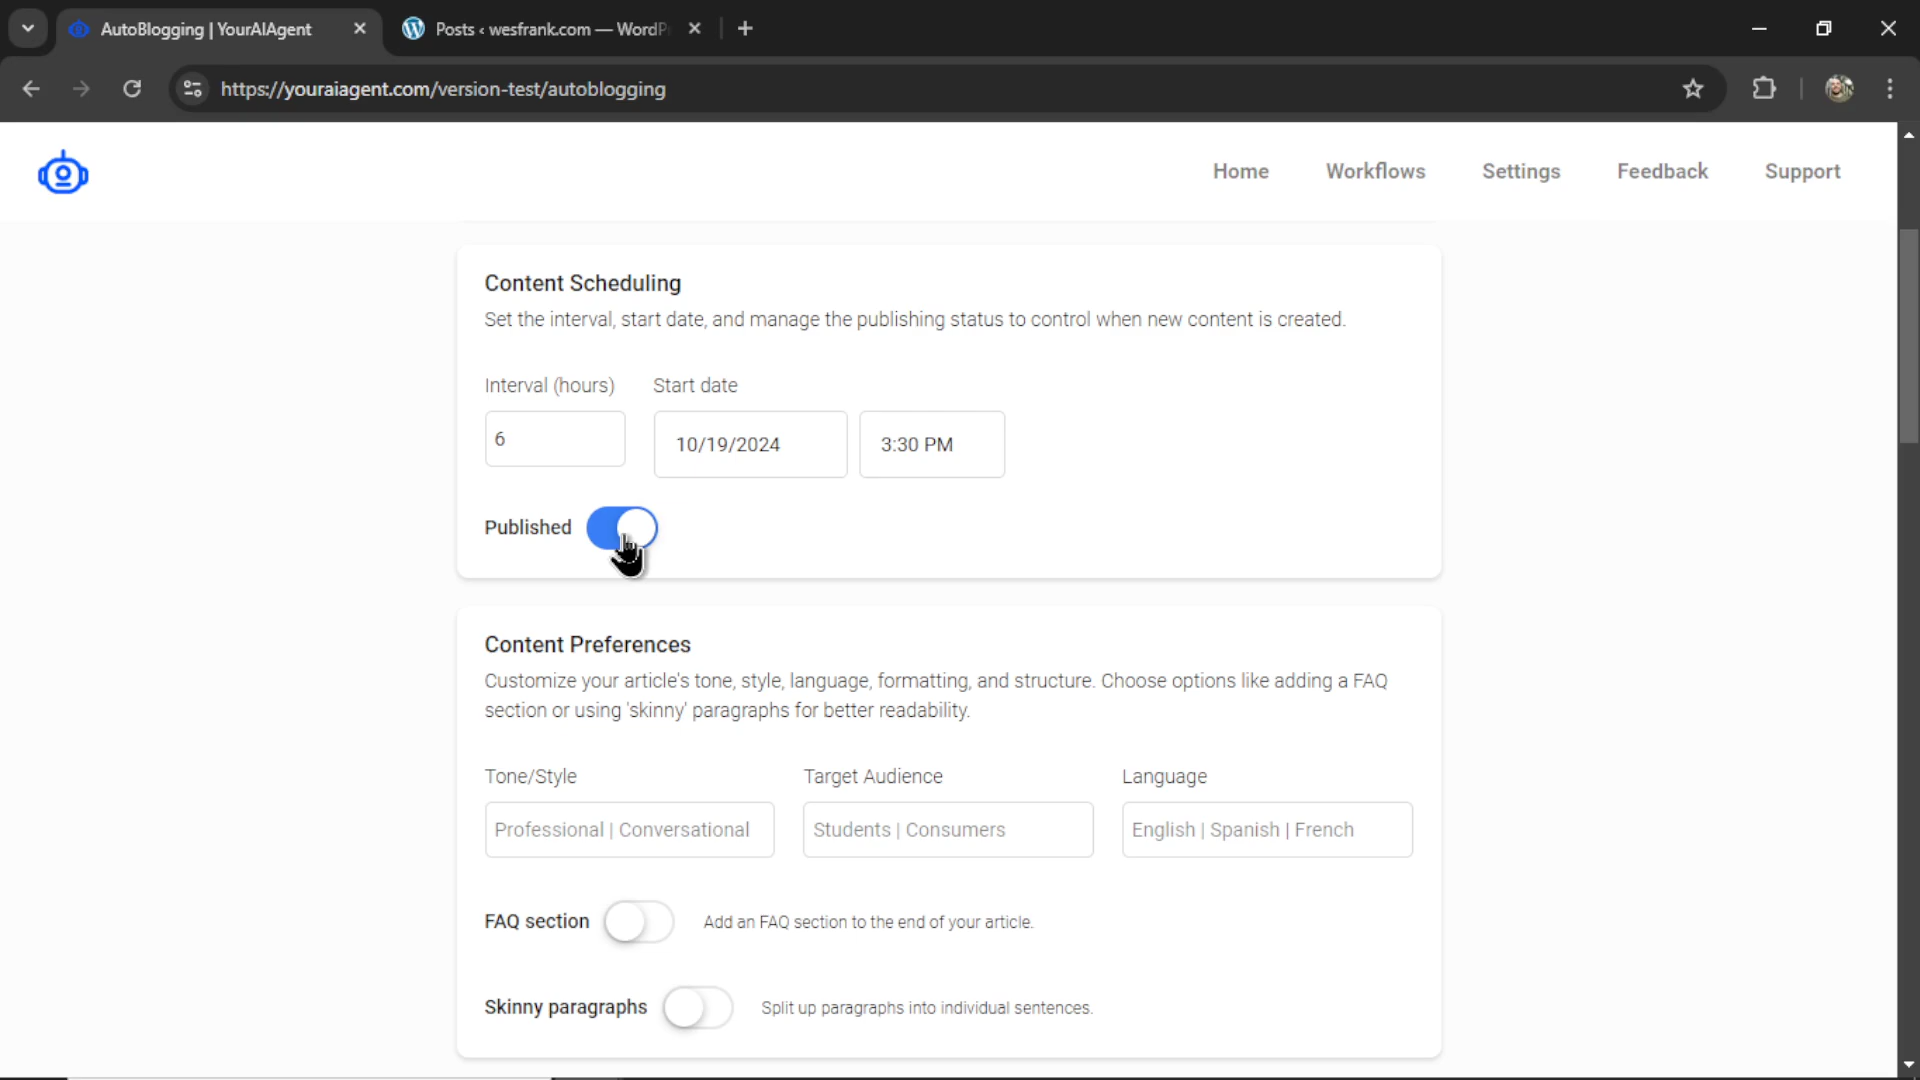 AutoBlogging | YourAIAgent
Posts ‹ wesfrank.com — WordP
https://youraiagent.com/version-test/autoblogging
Home
Workflows
Settings
Feedback
Support
Content Scheduling
Set the interval, start date, and manage the publishing status to control when new content is created.
Interval (hours)
Start date
6
10/19/2024
3:30 PM
Published
Content Preferences
Customize your article's tone, style, language, formatting, and structure. Choose options like adding a FAQ
section or using 'skinny' paragraphs for better readability.
Tone/Style
Target Audience
Language
Professional | Conversational
Students | Consumers
English | Spanish | French
FAQ section
Add an FAQ section to the end of your article.
Skinny paragraphs
Split up paragraphs into individual sentences.